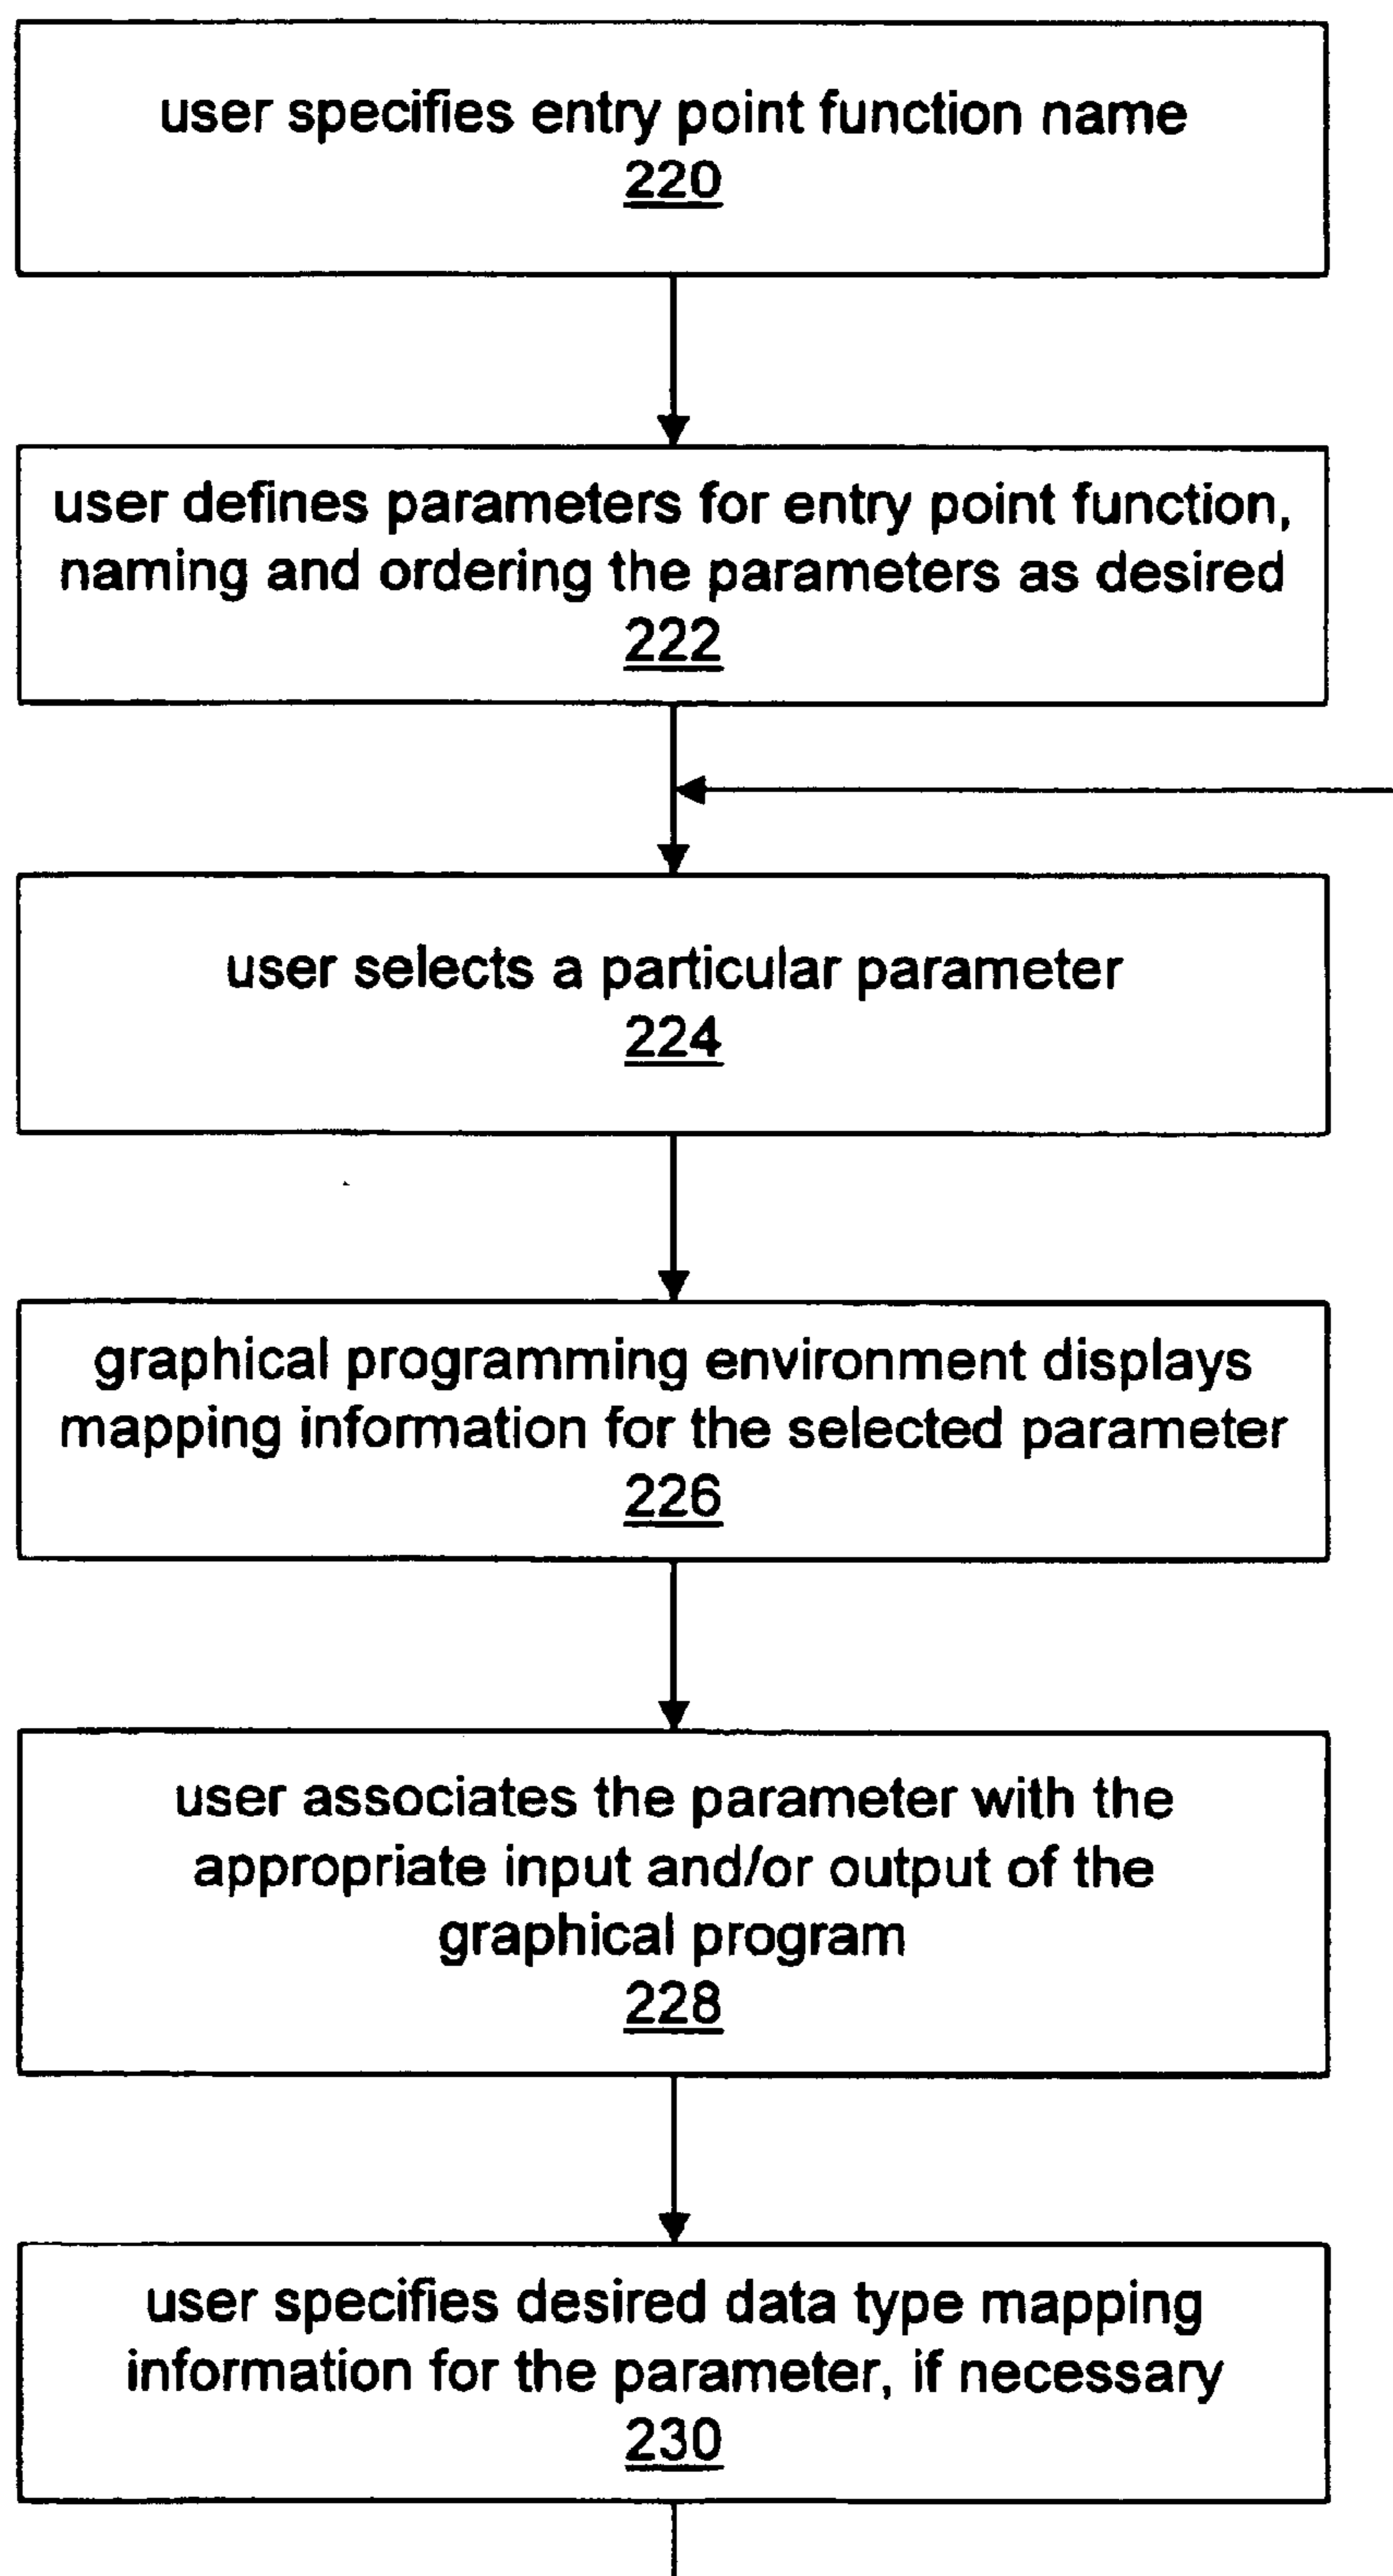 user specifies entry point function name
220
user defines parameters for entry point function,
naming and ordering the parameters as desired
222
user selects a particular parameter
224
graphical programming environment displays
mapping information for the selected parameter
226
user associates the parameter with the
appropriate input and/or output of the
graphical program
228
user specifies desired data type mapping
information for the parameter, if necessary
230